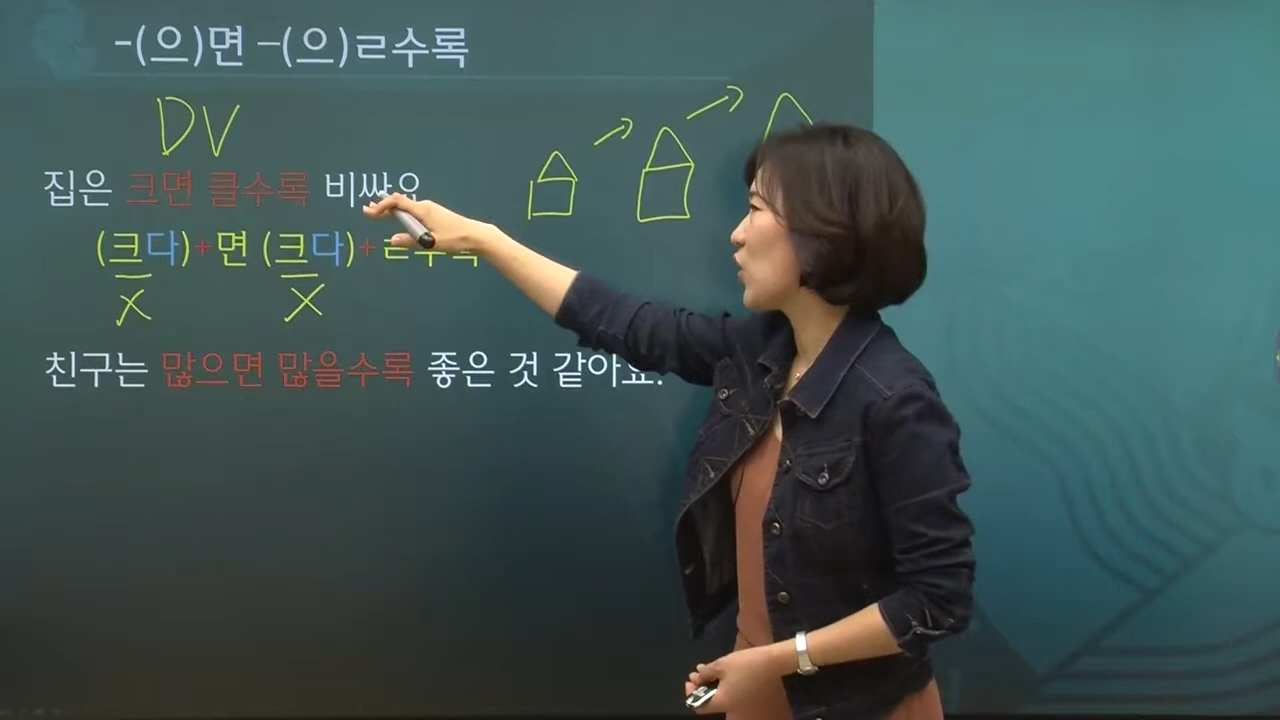 -(으)면 -(으)ㄹ수록
DV
집은 크면 클수록 비싸요
(크다)+면 (크다)+ㄹ수록
X X
친구는 많으면 많을수록 좋은 것 같아요.